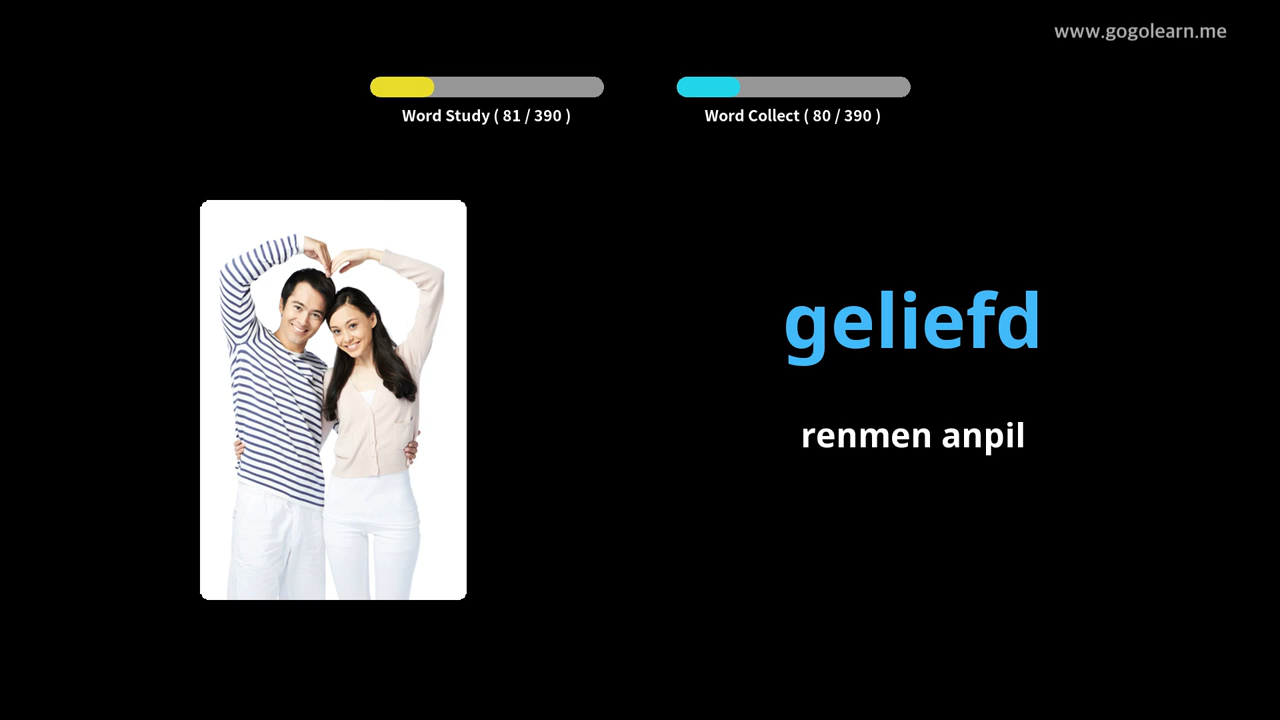 www.gogolearn.me
Word Study ( 81 / 390 )
Word Collect ( 80 / 390 )
geliefd
renmen anpil